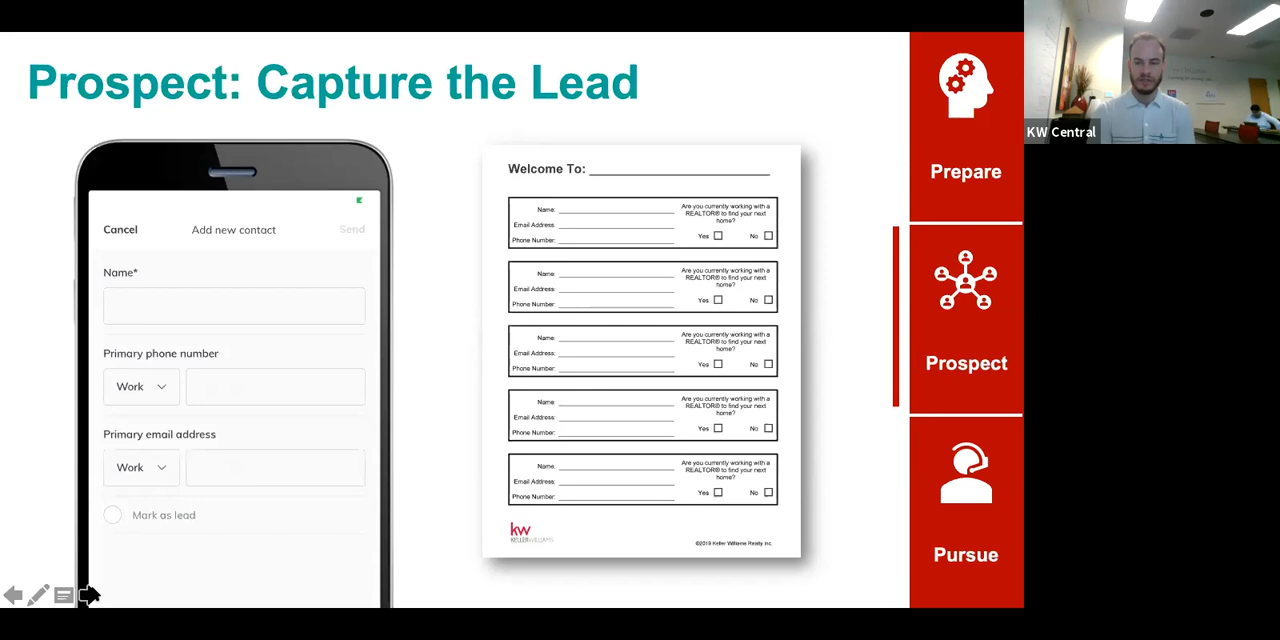 Prospect: Capture the Lead
Cancel
Add new contact
Send
Name*
Primary phone number
Work
Primary email address
Work
Mark as lead
Welcome To:
Name:
Email Address:
Phone Number:
Are you currently working with a
REALTOR® to find your next
home?
Yes
No
Name:
Email Address:
Phone Number:
Are you currently working with a
REALTOR® to find your next
home?
Yes
No
Name:
Email Address:
Phone Number:
Are you currently working with a
REALTOR® to find your next
home?
Yes
No
Name:
Email Address:
Phone Number:
Are you currently working with a
REALTOR® to find your next
home?
Yes
No
Name:
Email Address:
Phone Number:
Are you currently working with a
REALTOR® to find your next
home?
Yes
No
kw
KELLERWILLIAMS
©2019 Keller Williams Realty, Inc.
Prepare
Prospect
Pursue
KW Central